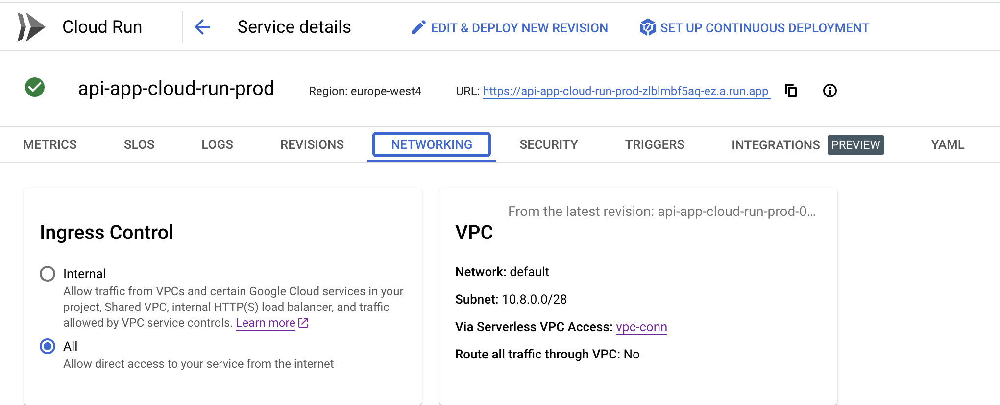 Cloud Run
Service details
EDIT & DEPLOY NEW REVISION
SET UP CONTINUOUS DEPLOYMENT
api-app-cloud-run-prod
Region: europe-west4
URL: https://api-app-cloud-run-prod-zlblmbf5aq-ez.a.run.app
METRICS
SLOS
LOGS
REVISIONS
NETWORKING
SECURITY
TRIGGERS
INTEGRATIONS PREVIEW
YAML
Ingress Control
Internal
Allow traffic from VPCs and certain Google Cloud services in your
project, Shared VPC, internal HTTP(S) load balancer, and traffic
allowed by VPC service controls. Learn more
All
Allow direct access to your service from the internet
From the latest revision: api-app-cloud-run-prod-0...
VPC
Network: default
Subnet: 10.8.0.0/28
Via Serverless VPC Access: vpc-conn
Route all traffic through VPC: No